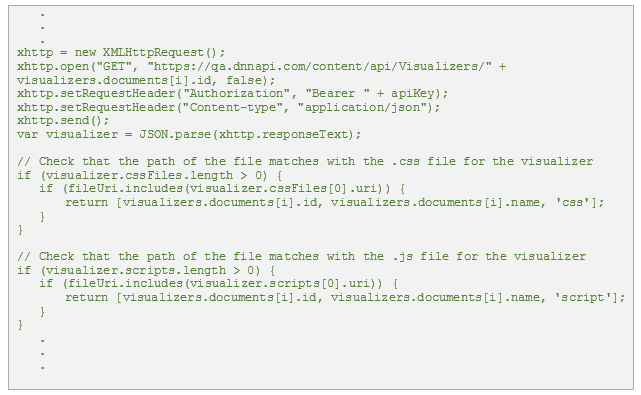 .
.
.
xhttp = new XMLHttpRequest();
xhttp.open("GET", "https://qa.dnnapi.com/content/api/Visualizers/" +
visualizers.documents[i].id, false);
xhttp.setRequestHeader("Authorization", "Bearer " + apiKey);
xhttp.setRequestHeader("Content-type", "application/json");
xhttp.send();
var visualizer = JSON.parse(xhttp.responseText);

// Check that the path of the file matches with the .css file for the visualizer
if (visualizer.cssFiles.length > 0) {
   if (fileUri.includes(visualizer.cssFiles[0].uri)) {
      return [visualizers.documents[i].id, visualizers.documents[i].name, 'css'];
   }
}

// Check that the path of the file matches with the .js file for the visualizer
if (visualizer.scripts.length > 0) {
   if (fileUri.includes(visualizer.scripts[0].uri)) {
      return [visualizers.documents[i].id, visualizers.documents[i].name, 'script'];
   }
}
.
.
.